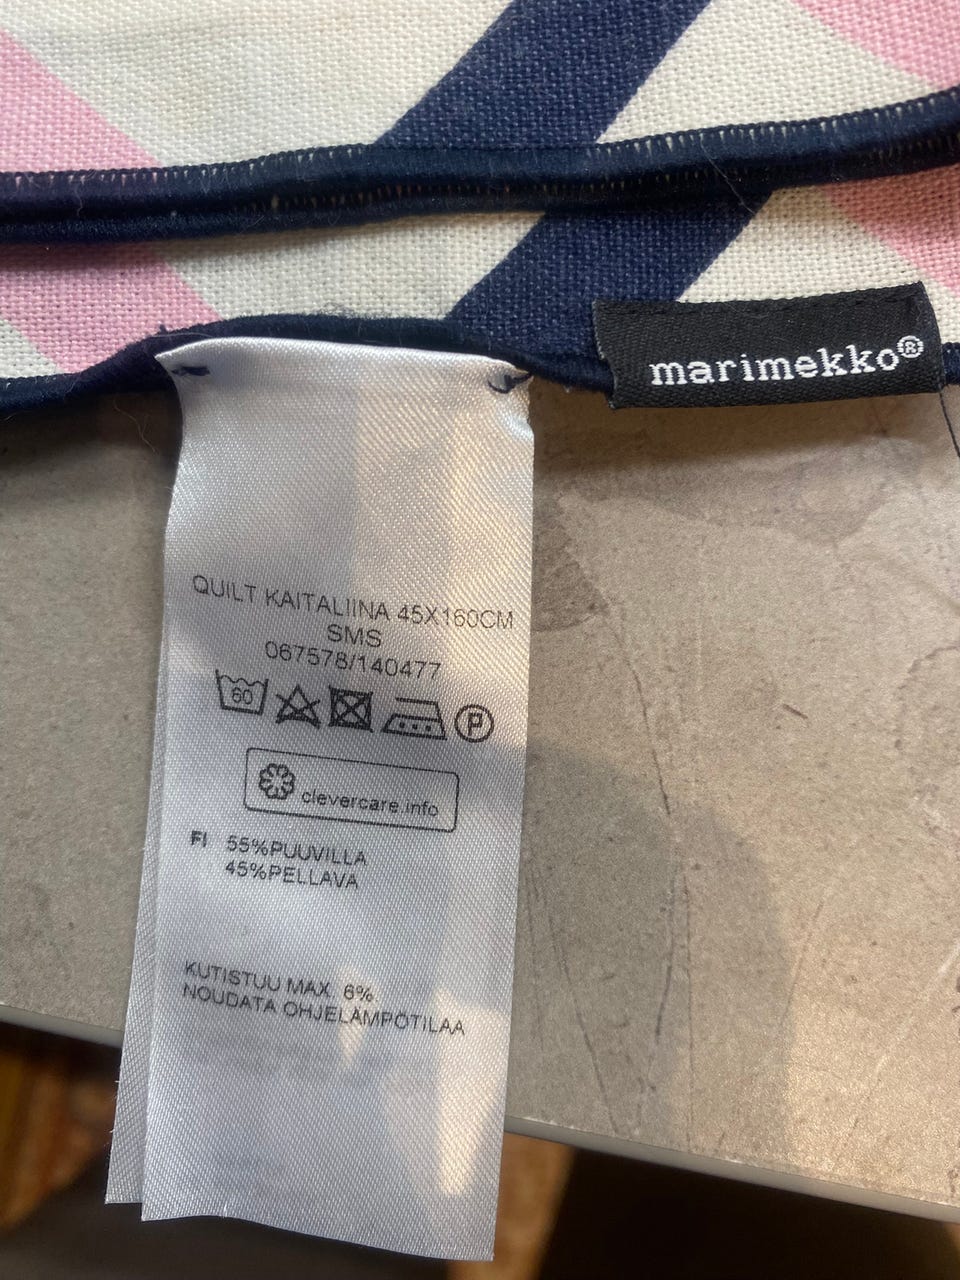 marimekko®
QUILT KAITALIINA 45X160CM
SMS
067578/140477
60
P
clevercare.info
FI 55%PUUVILLA
45%PELLAVA
KUTISTUU MAX. 6%.
NOUDATA OHJELÄMPÖTILAA